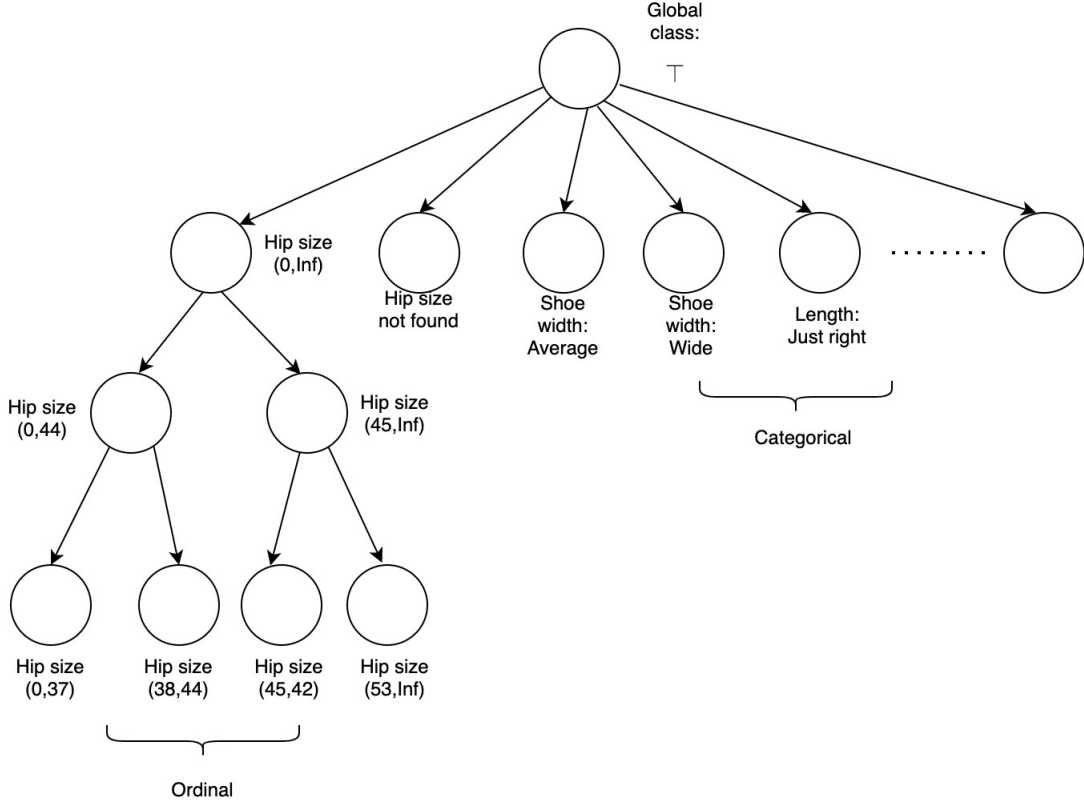 Global
class:
⊤
Hip size
(0,Inf)
Hip size
not found
Shoe
width:
Average
Shoe
width:
Wide
Length:
Just right
Hip size
(0,44)
Hip size
(45,Inf)
Categorical
Hip size
(0,37)
Hip size
(38,44)
Hip size
(45,42)
Hip size
(53,Inf)
Ordinal